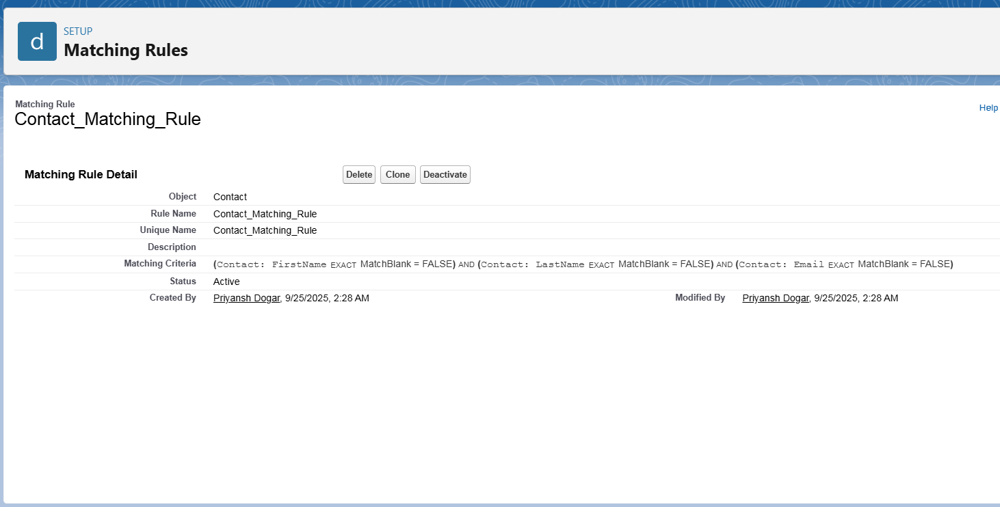 d
SETUP
Matching Rules
Matching Rule
Contact_Matching_Rule
Help
Matching Rule Detail Delete Clone Deactivate
Object Contact
Rule Name Contact_Matching_Rule
Unique Name Contact_Matching_Rule
Description
Matching Criteria (Contact: FirstName EXACT MatchBlank = FALSE) AND (Contact: LastName EXACT MatchBlank = FALSE) AND (Contact: Email EXACT MatchBlank = FALSE)
Status Active
Created By Priyansh Dogar, 9/25/2025, 2:28 AM Modified By Priyansh Dogar, 9/25/2025, 2:28 AM